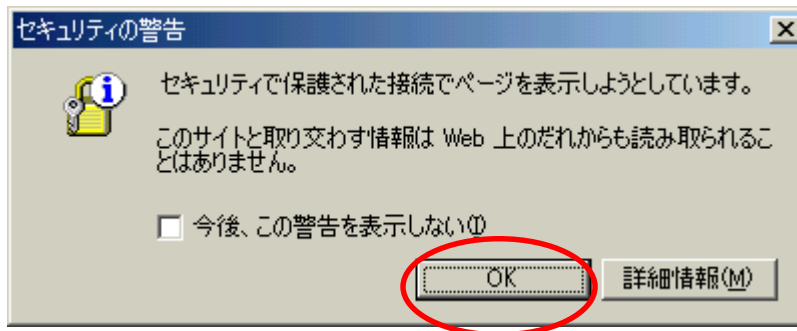 セキュリティの警告
セキュリティで保護された接続でページを表示しようとしています。
このサイトと取り交わす情報は Web 上のだれからも読み取られるこ
とはありません。
今後、この警告を表示しない(I)
OK 詳細情報(M)